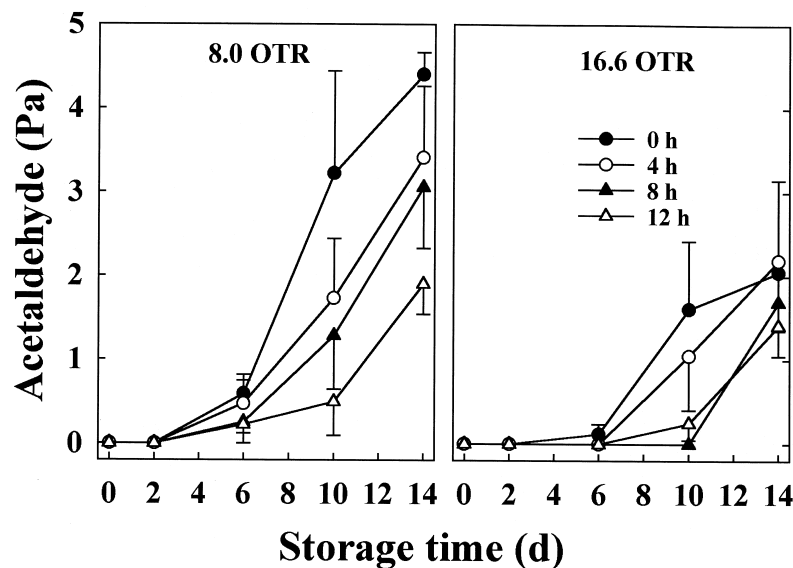 8.0 OTR
16.6 OTR
Acetaldehyde (Pa)
5
4
3
2
1
0
0 h
4 h
8 h
12 h
0 2 4 6 8 10 12 14
0 2 4 6 8 10 12 14
Storage time (d)